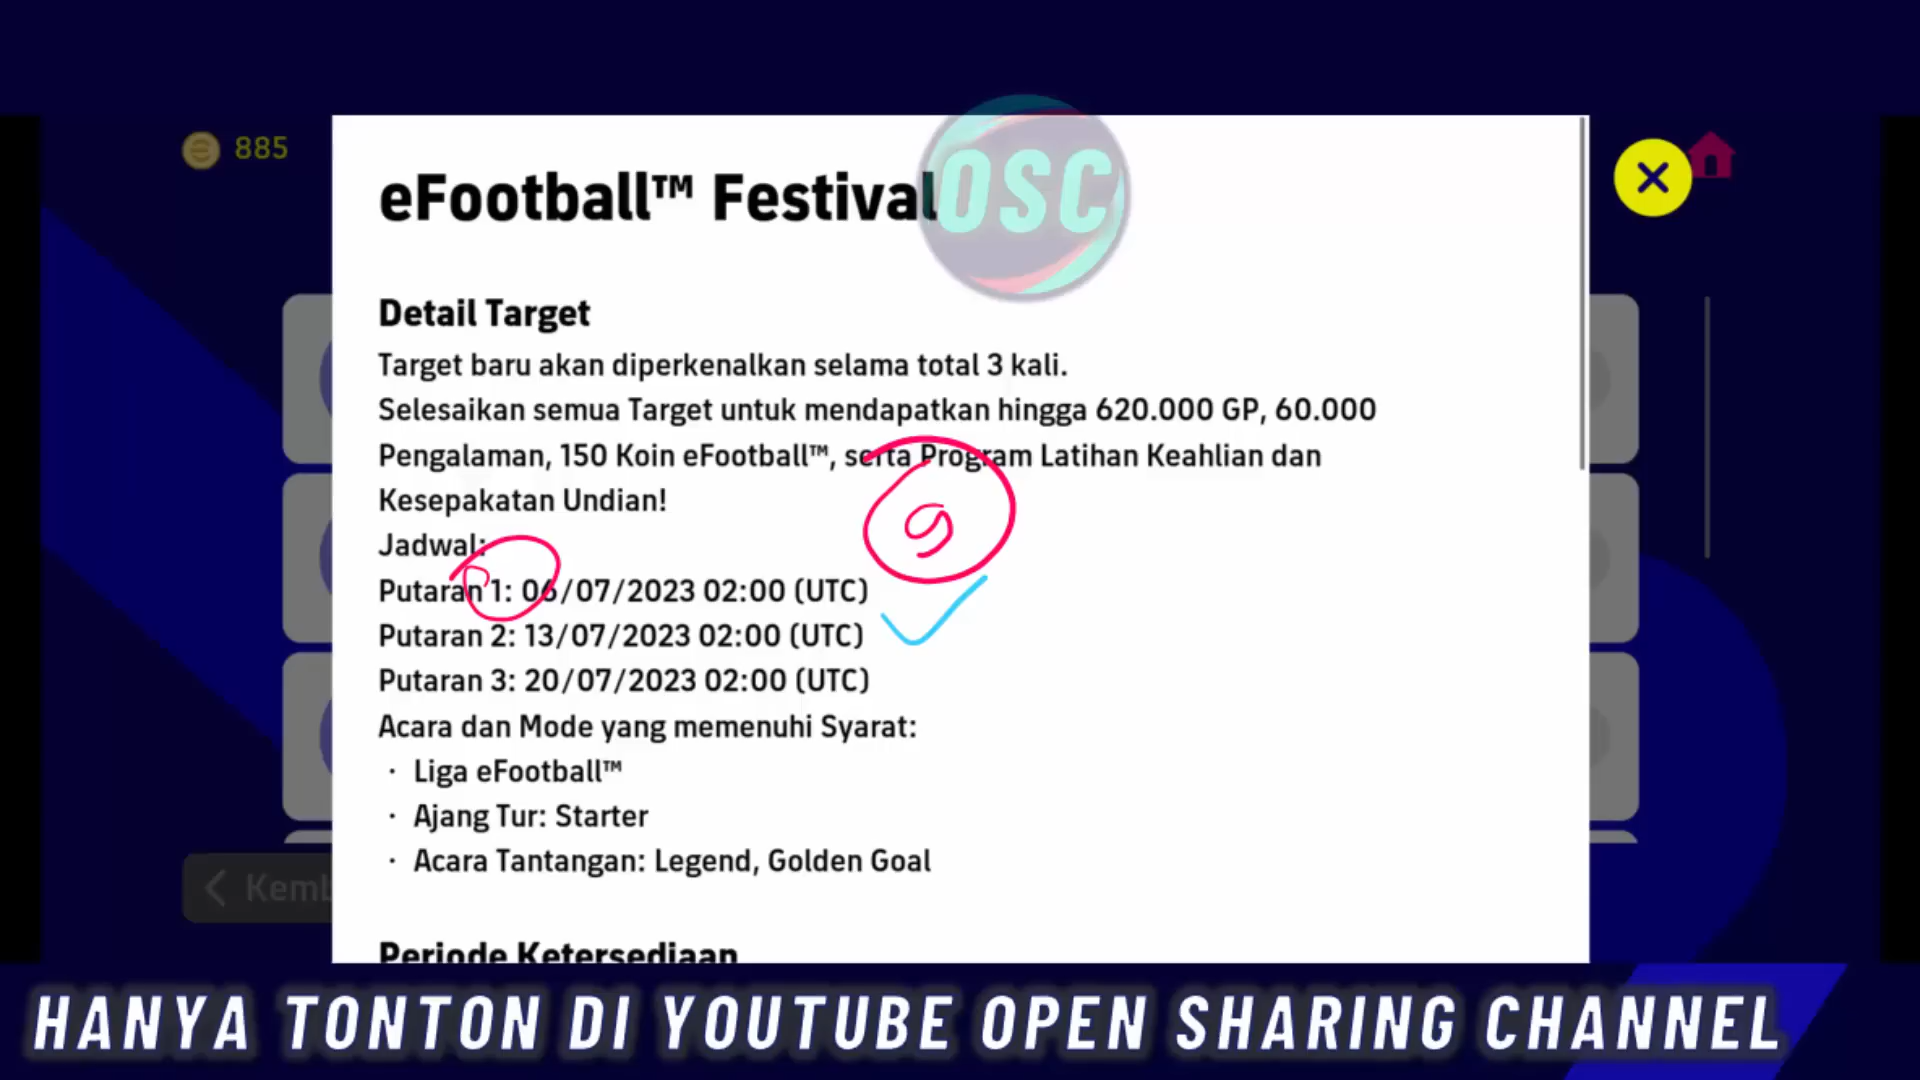 885
OSC
eFootball™ Festival
Detail Target
Target baru akan diperkenalkan selama total 3 kali.
Selesaikan semua Target untuk mendapatkan hingga 620.000 GP, 60.000
Pengalaman, 150 Koin eFootball™, serta Program Latihan Keahlian dan
Kesepakatan Undian!
9
Jadwal:
Putaran 1: 06/07/2023 02:00 (UTC)
Putaran 2: 13/07/2023 02:00 (UTC)
Putaran 3: 20/07/2023 02:00 (UTC)
Acara dan Mode yang memenuhi Syarat:
· Liga eFootball™
· Ajang Tur: Starter
· Acara Tantangan: Legend, Golden Goal
Kemb
Periode Ketersediaan
HANYA TONTON DI YOUTUBE OPEN SHARING CHANNEL